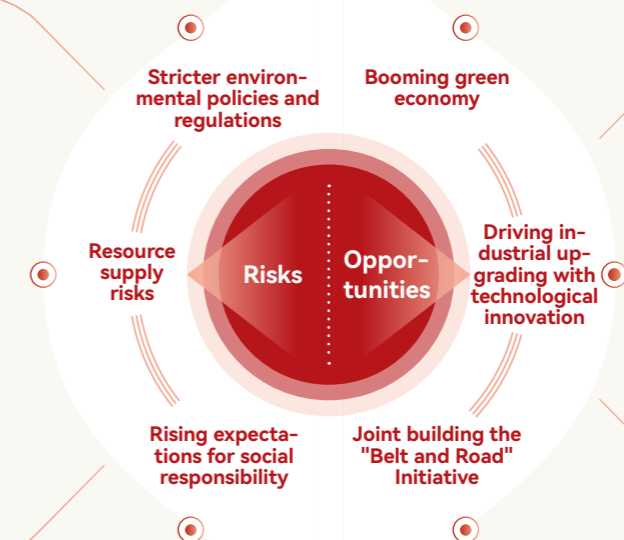 Stricter environ-
mental policies and
regulations
Resource
supply
risks
Rising expecta-
tions for social
responsibility
Risks
Oppor-
tunities
Booming green
economy
Driving in-
dustrial up-
grading with
technological
innovation
Joint building the
"Belt and Road"
Initiative